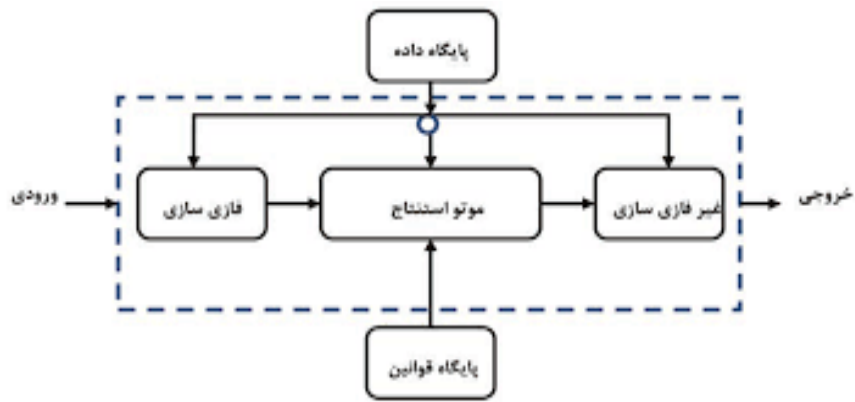 پایگاه داده
ورودی
فازی سازی
موتو استنتاج
غیر فازی سازی
خروجی
پایگاه قوانین